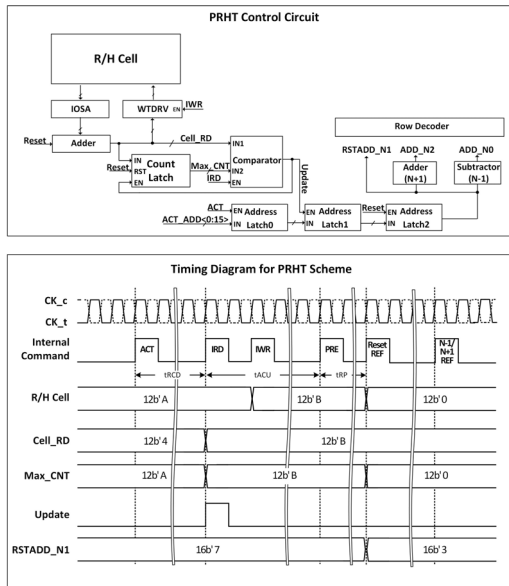 PRHT Control Circuit
R/H Cell
IOSA
WTDRV EN
IWR
Reset
Adder
Cell_RD
IN1
IN
Reset
RST
EN
Count
Latch
Max_CNT
IRD
IN2
EN
Comparator
Update
Row Decoder
RSTADD_N1 ADD_N2 ADD_N0
Adder
(N+1)
Subtractor
(N-1)
ACT
ACT_ADD<0:15>
EN Address
IN Latch0
EN Address
IN Latch1
Reset
EN Address
IN Latch2
Timing Diagram for PRHT Scheme
CK_c
CK_t
Internal
Command
ACT
IRD
IWR
PRE
Reset
REF
N-1/
N+1
REF
tRCD
tACU
tRP
R/H Cell
12b'A
12b'B
12b'0
Cell_RD
12b'4
12b'B
Max_CNT
12b'A
12b'B
12b'0
Update
RSTADD_N1
16b'7
16b'3